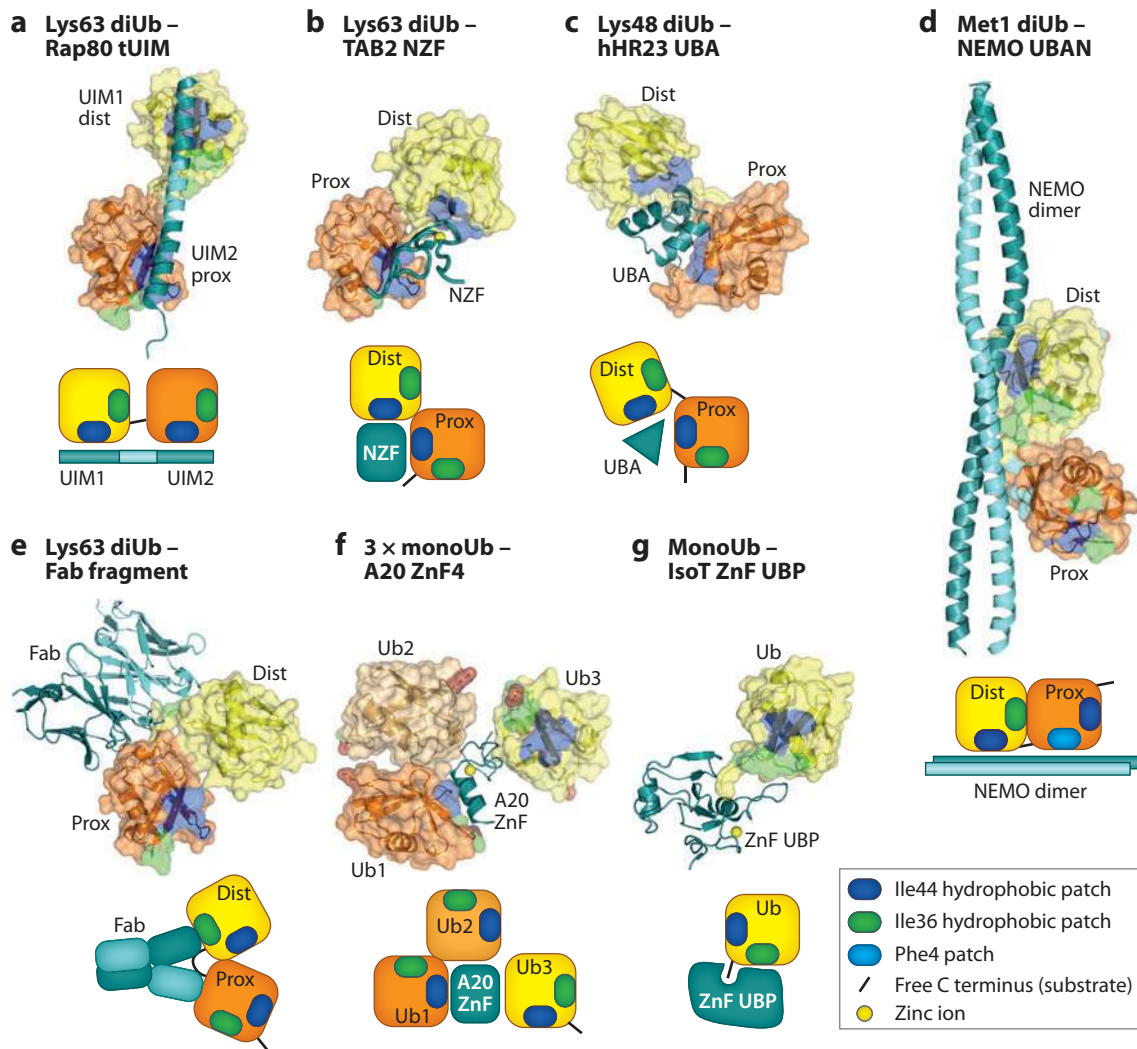 a Lys63 diUb –
Rap80 tUIM
UIM1
dist
UIM2
prox
UIM1 UIM2
b Lys63 diUb –
TAB2 NZF
Dist
Prox
NZF
Dist
Prox
NZF
c Lys48 diUb –
hHR23 UBA
Dist
Prox
UBA
Dist
Prox
UBA
d Met1 diUb –
NEMO UBAN
NEMO
dimer
Dist
Prox
Dist Prox
NEMO dimer
e Lys63 diUb –
Fab fragment
Fab
Dist
Prox
Dist
Fab
Prox
f 3 × monoUb –
A20 ZnF4
Ub2
Ub3
A20
ZnF
Ub1
Ub2
Ub1
A20
ZnF
Ub3
g MonoUb –
IsoT ZnF UBP
Ub
ZnF UBP
Ub
ZnF UBP
Ile44 hydrophobic patch
Ile36 hydrophobic patch
Phe4 patch
Free C terminus (substrate)
Zinc ion